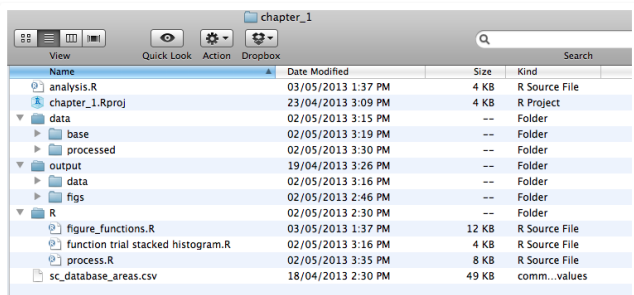 chapter_1
View Quick Look Action Dropbox Search
Name Date Modified Size Kind
analysis.R 03/05/2013 1:37 PM 4 KB R Source File
chapter_1.Rproj 23/04/2013 3:09 PM 4 KB R Project
data 02/05/2013 3:15 PM -- Folder
base 02/05/2013 3:19 PM -- Folder
processed 02/05/2013 3:30 PM -- Folder
output 19/04/2013 3:26 PM -- Folder
data 02/05/2013 3:16 PM -- Folder
figs 02/05/2013 2:46 PM -- Folder
R 02/05/2013 2:30 PM -- Folder
figure_functions.R 03/05/2013 1:37 PM 12 KB R Source File
function trial stacked histogram.R 02/05/2013 3:16 PM 4 KB R Source File
process.R 02/05/2013 3:35 PM 8 KB R Source File
sc_database_areas.csv 18/04/2013 2:30 PM 49 KB comm...values